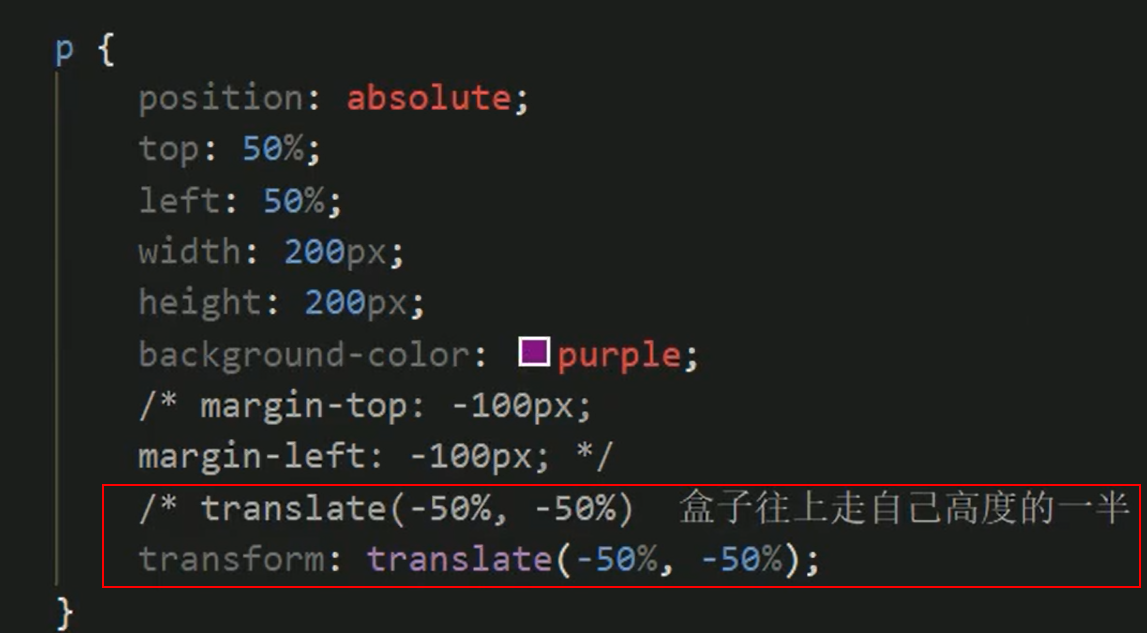 p {
position: absolute;
top: 50%;
left: 50%;
width: 200px;
height: 200px;
background-color: purple;
/* margin-top: -100px;
margin-left: -100px; */
/* translate(-50%, -50%)  盒子往上走自己高度的一半
transform: translate(-50%, -50%);
}